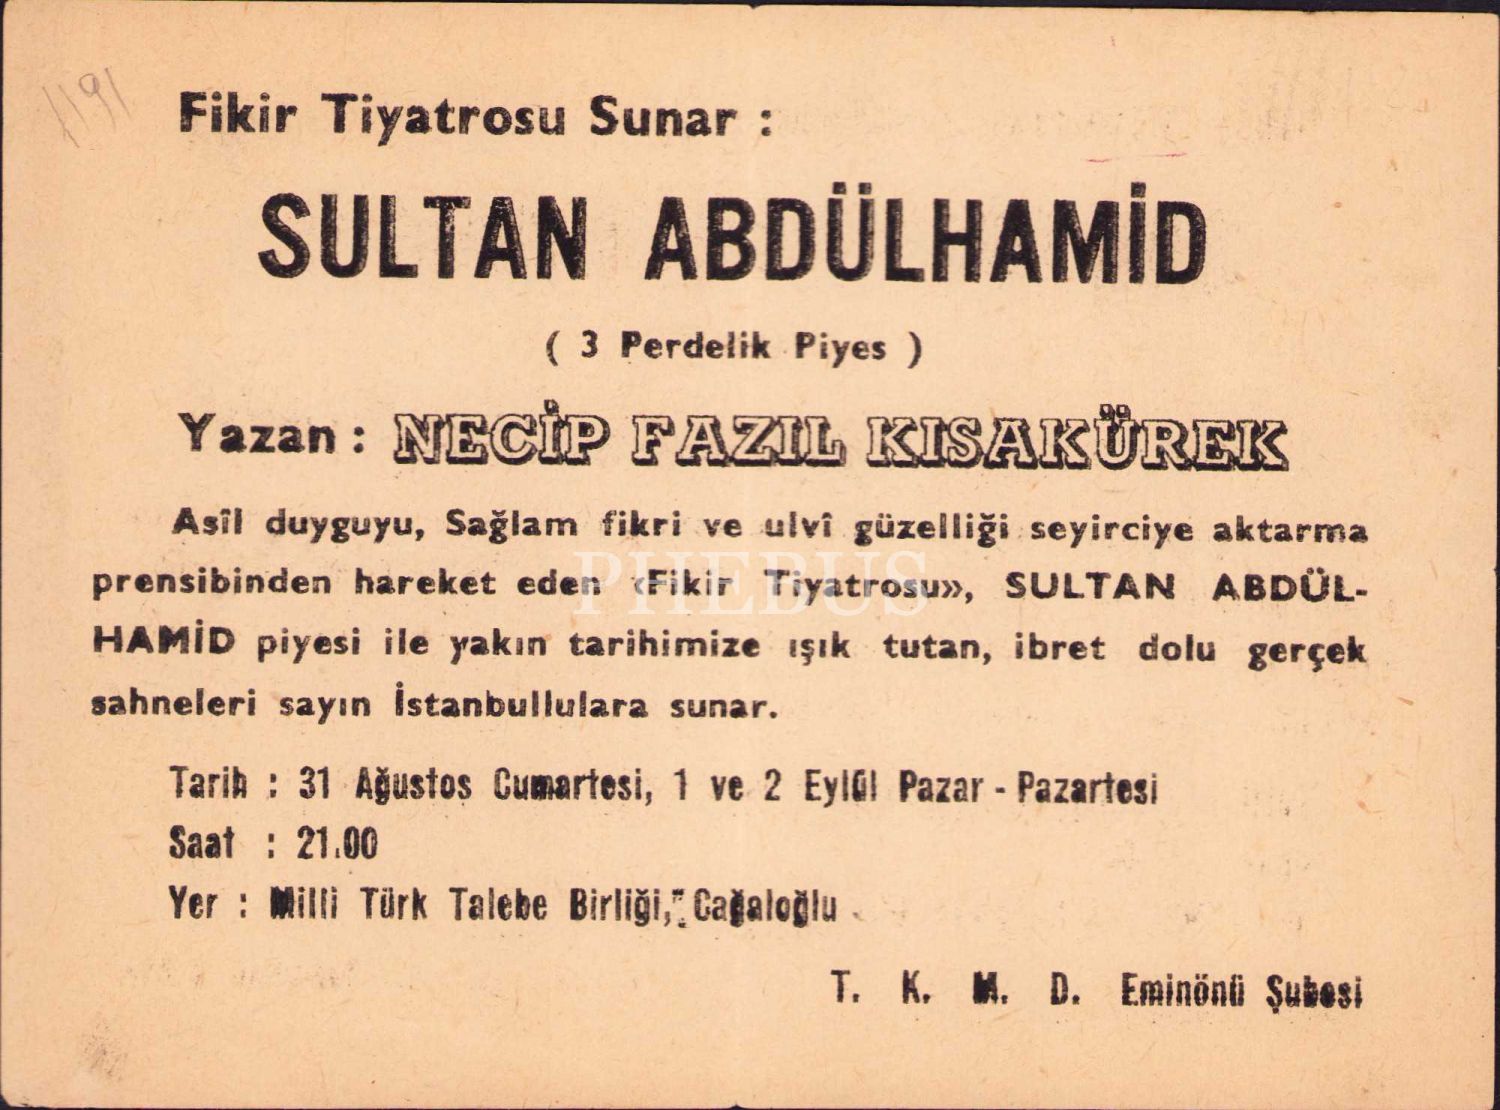 1191
Fikir Tiyatrosu Sunar :
SULTAN ABDÜLHAMİD
( 3 Perdelik Piyes )
Yazan : NECİP FAZIL KISAKÜREK
Asîl duyguyu, Sağlam fikri ve ulvî güzelliği seyirciye aktarma
prensibinden hareket eden «Fikir Tiyatrosu», SULTAN ABDÜL-
HAMİD piyesi ile yakın tarihimize ışık tutan, ibret dolu gerçek
sahneleri sayın İstanbullulara sunar.
PHEBUS
Tarih : 31 Ağustos Cumartesi, 1 ve 2 Eylûl Pazar - Pazartesi
Saat : 21.00
Yer : Milli Türk Talebe Birliği, Cağaloğlu
T. K. M. D. Eminönü Şubesi